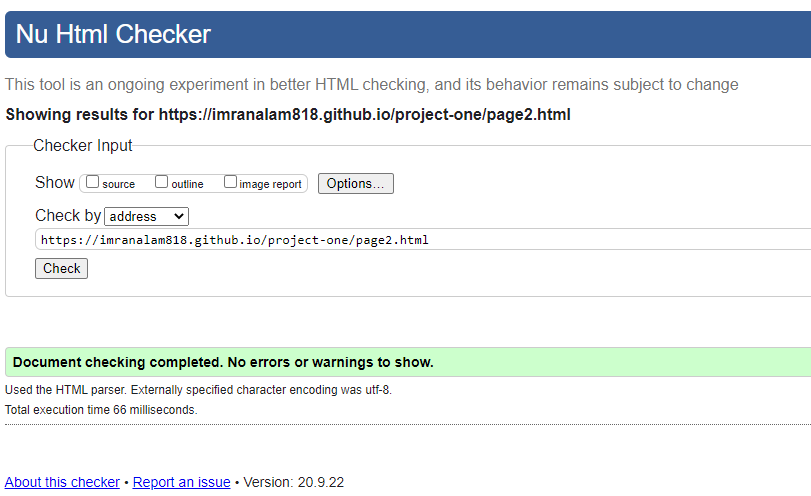 Nu Html Checker
This tool is an ongoing experiment in better HTML checking, and its behavior remains subject to change
Showing results for https://imranalam818.github.io/project-one/page2.html
Checker Input
Show source outline image report Options...
Check by address
https://imranalam818.github.io/project-one/page2.html
Check
Document checking completed. No errors or warnings to show.
Used the HTML parser. Externally specified character encoding was utf-8.
Total execution time 66 milliseconds.
About this checker • Report an issue • Version: 20.9.22